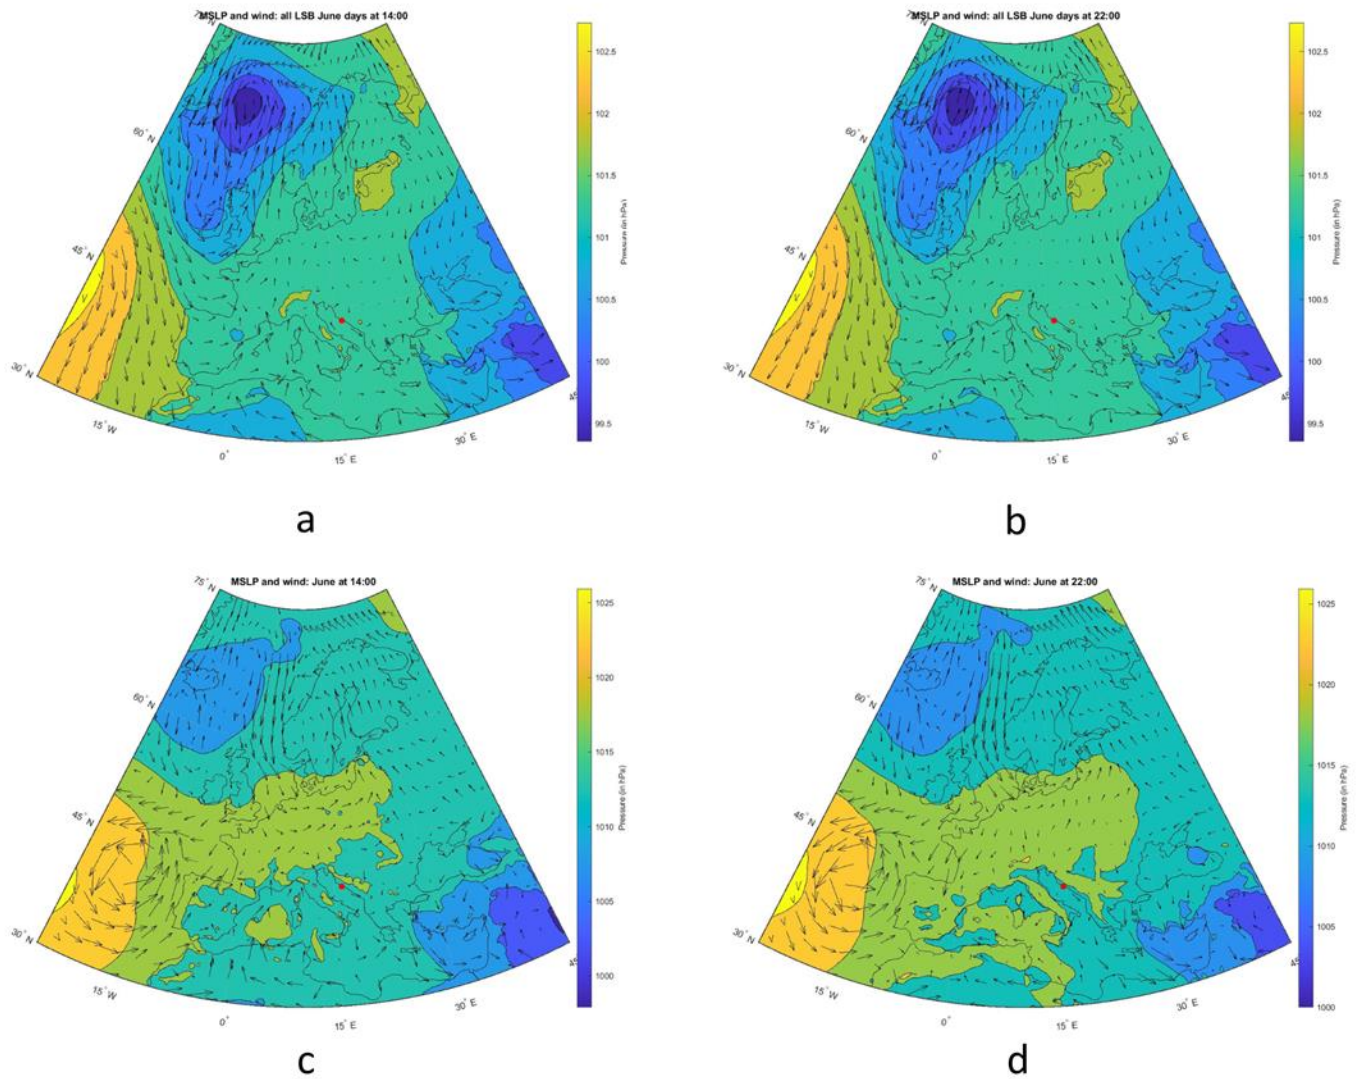 MSLP and wind: all LSB June days at 14:00
75° N
60° N
45° N
30° N
15° W
0°
15° E
30° E
45
102.5
102
101.5
101
100.5
100
99.5
Pressure (in hPa)
a
MSLP and wind: all LSB June days at 22:00
75° N
60° N
45° N
30° N
15° W
0°
15° E
30° E
45
102.5
102
101.5
101
100.5
100
99.5
Pressure (in hPa)
b
MSLP and wind: June at 14:00
75° N
60° N
45° N
30° N
15° W
0°
15° E
30° E
45
1025
1020
1015
1010
1005
1000
Pressure (in hPa)
c
MSLP and wind: June at 22:00
75° N
60° N
45° N
30° N
15° W
0°
15° E
30° E
45
1025
1020
1015
1010
1005
1000
Pressure (in hPa)
d